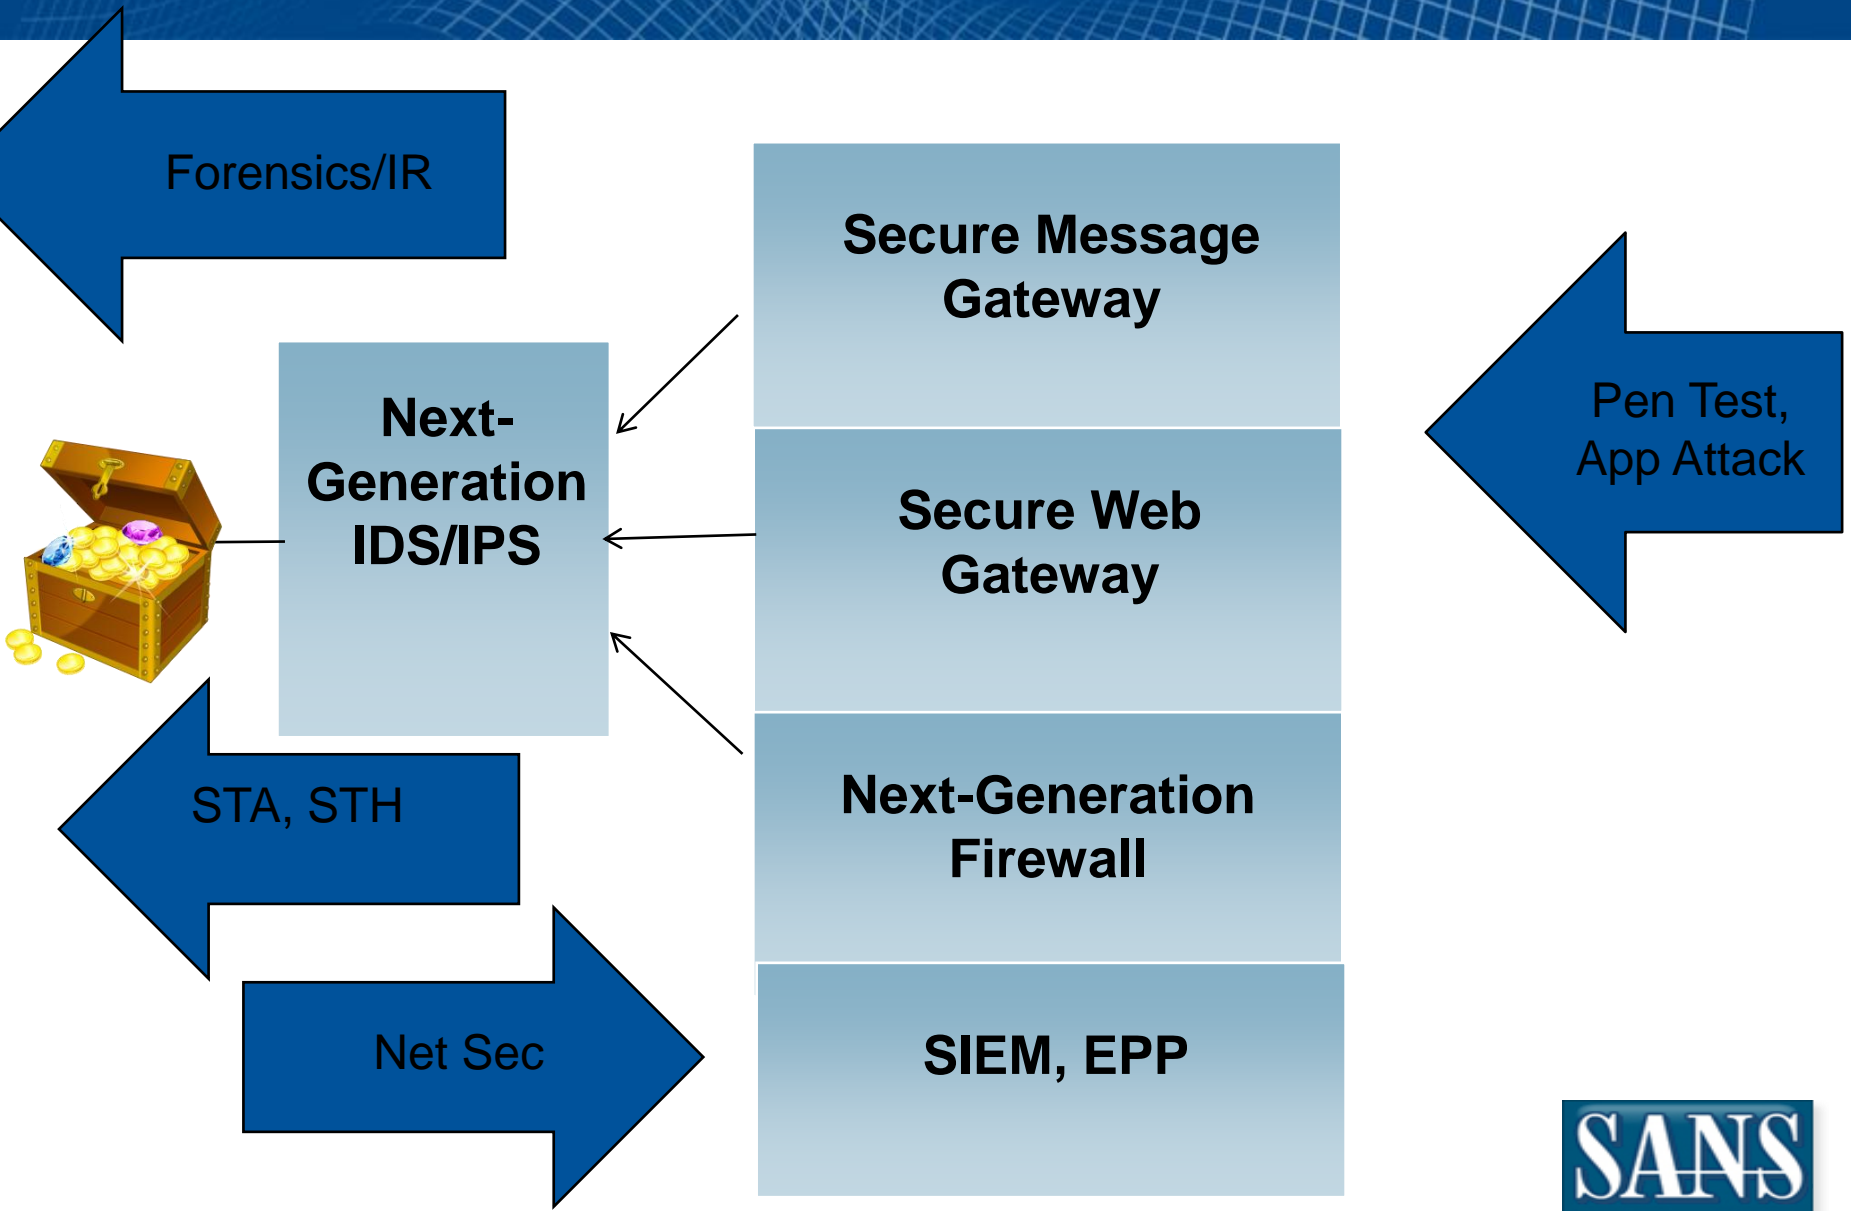 Forensics/IR
Secure Message
Gateway
Next-
Generation
IDS/IPS
Pen Test,
App Attack
Secure Web
Gateway
STA, STH
Next-Generation
Firewall
Net Sec
SIEM, EPP
SANS